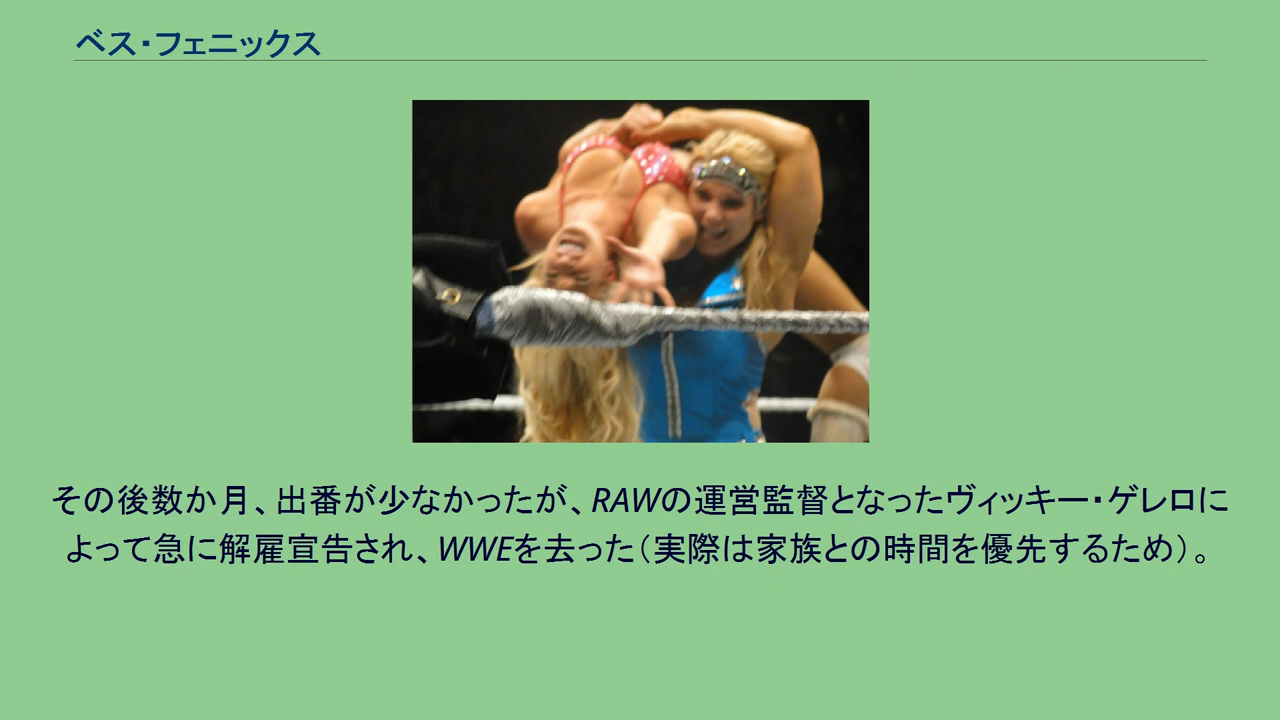 ベス・フェニックス
その後数か月、出番が少なかったが、RAWの運営監督となったヴィッキー・ゲレロに
よって急に解雇宣告され、WWEを去った（実際は家族との時間を優先するため）。